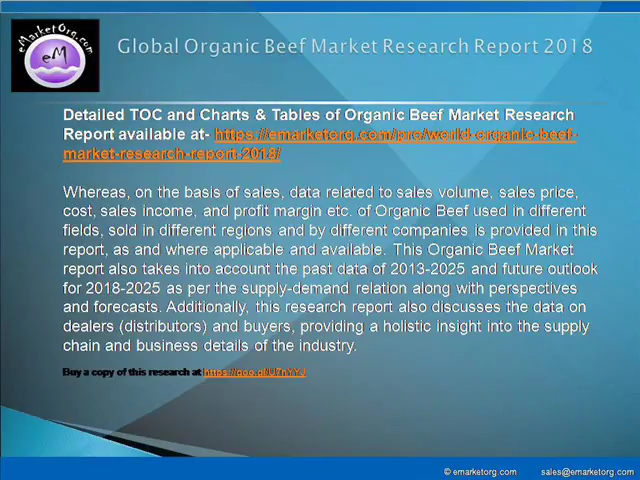 eMarketOrg.com
eM
Global Organic Beef Market Research Report 2018
Detailed TOC and Charts & Tables of Organic Beef Market Research
Report available at- https://emarketorg.com/pro/world-organic-beef-
market-research-report-2018/
Whereas, on the basis of sales, data related to sales volume, sales price,
cost, sales income, and profit margin etc. of Organic Beef used in different
fields, sold in different regions and by different companies is provided in this
report, as and where applicable and available. This Organic Beef Market
report also takes into account the past data of 2013-2025 and future outlook
for 2018-2025 as per the supply-demand relation along with perspectives
and forecasts. Additionally, this research report also discusses the data on
dealers (distributors) and buyers, providing a holistic insight into the supply
chain and business details of the industry.
Buy a copy of this research at
© emarketorg.com sales@emarketorg.com